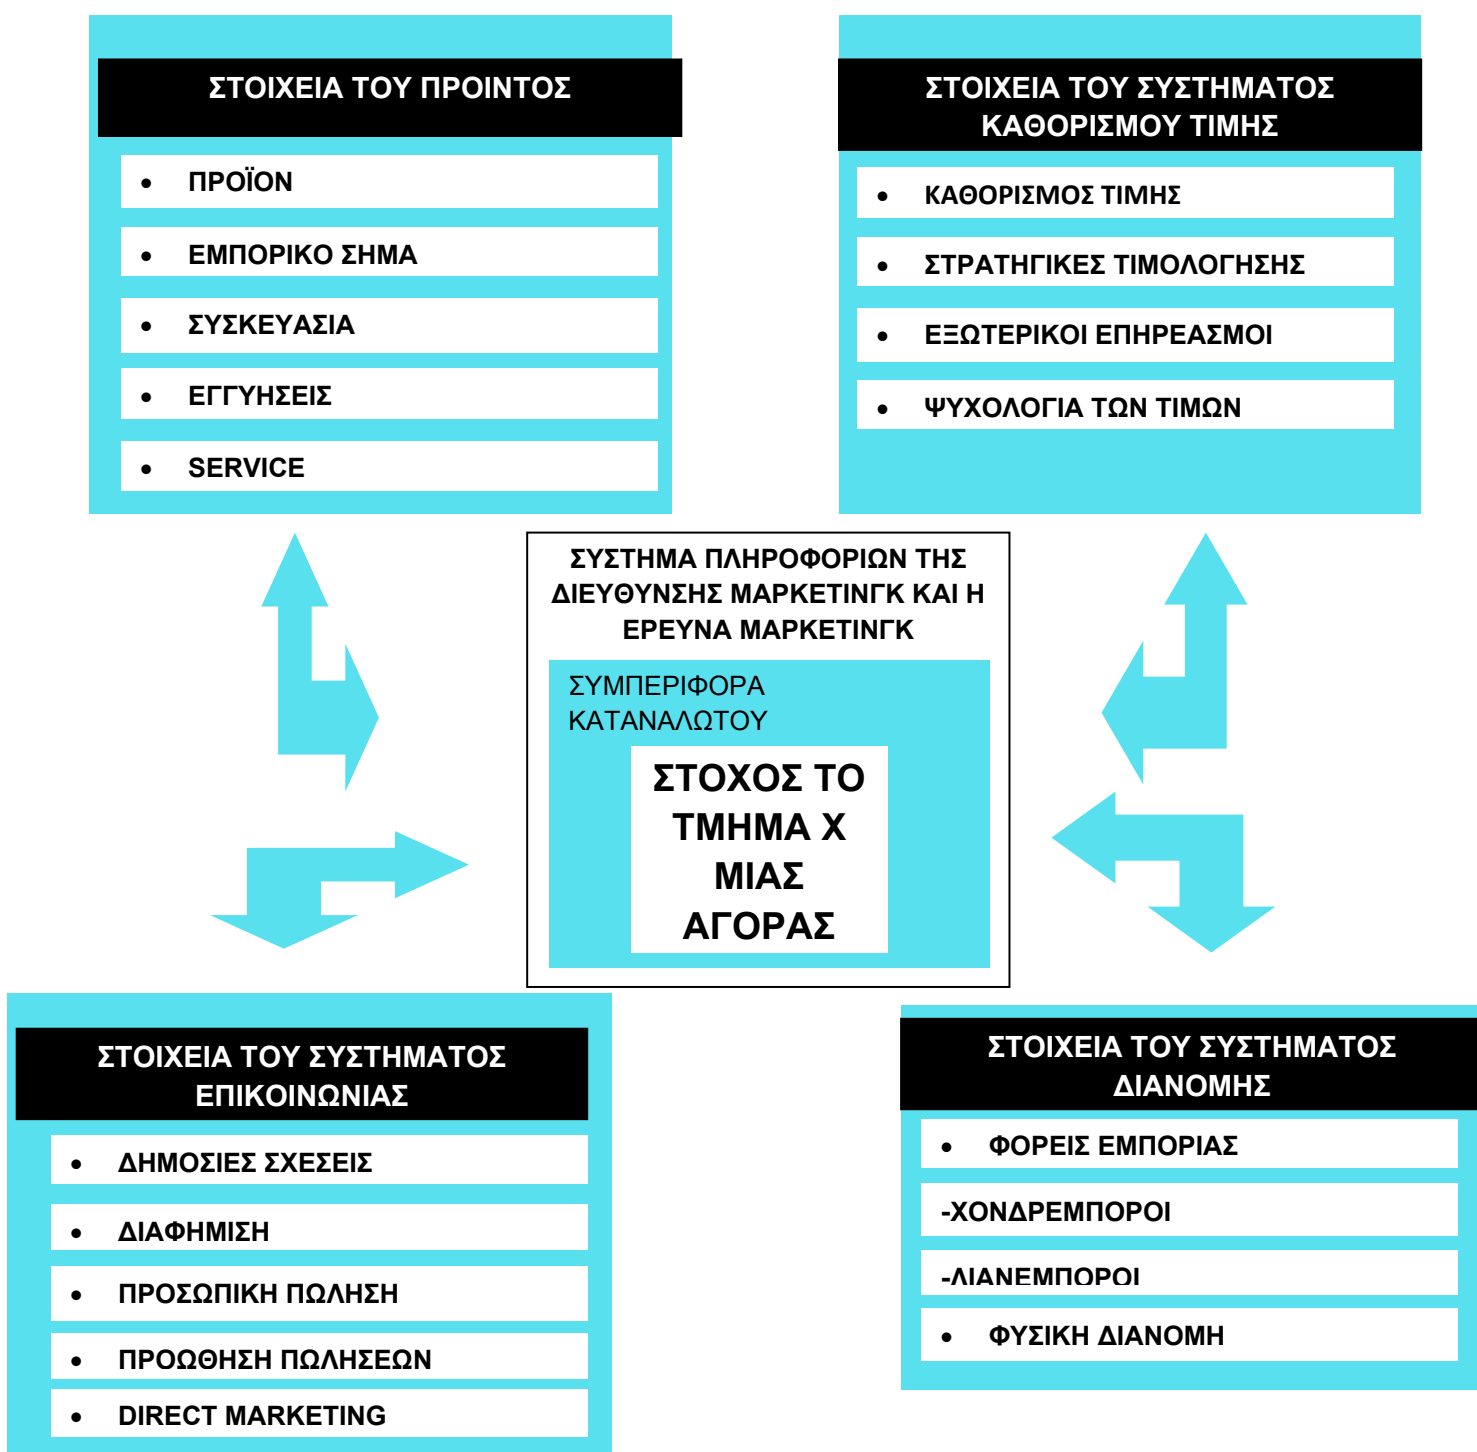 ΣΤΟΙΧΕΙΑ ΤΟΥ ΠΡΟΙΝΤΟΣ
• ΠΡΟΪΟΝ
• ΕΜΠΟΡΙΚΟ ΣΗΜΑ
• ΣΥΣΚΕΥΑΣΙΑ
• ΕΓΓΥΗΣΕΙΣ
• SERVICE
ΣΤΟΙΧΕΙΑ ΤΟΥ ΣΥΣΤΗΜΑΤΟΣ
ΚΑΘΟΡΙΣΜΟΥ ΤΙΜΗΣ
• ΚΑΘΟΡΙΣΜΟΣ ΤΙΜΗΣ
• ΣΤΡΑΤΗΓΙΚΕΣ ΤΙΜΟΛΟΓΗΣΗΣ
• ΕΞΩΤΕΡΙΚΟΙ ΕΠΗΡΕΑΣΜΟΙ
• ΨΥΧΟΛΟΓΙΑ ΤΩΝ ΤΙΜΩΝ
ΣΥΣΤΗΜΑ ΠΛΗΡΟΦΟΡΙΩΝ ΤΗΣ
ΔΙΕΥΘΥΝΣΗΣ ΜΑΡΚΕΤΙΝΓΚ ΚΑΙ Η
ΕΡΕΥΝΑ ΜΑΡΚΕΤΙΝΓΚ
ΣΥΜΠΕΡΙΦΟΡΑ
ΚΑΤΑΝΑΛΩΤΟΥ
ΣΤΟΧΟΣ ΤΟ
ΤΜΗΜΑ Χ
ΜΙΑΣ
ΑΓΟΡΑΣ
ΣΤΟΙΧΕΙΑ ΤΟΥ ΣΥΣΤΗΜΑΤΟΣ
ΕΠΙΚΟΙΝΩΝΙΑΣ
• ΔΗΜΟΣΙΕΣ ΣΧΕΣΕΙΣ
• ΔΙΑΦΗΜΙΣΗ
• ΠΡΟΣΩΠΙΚΗ ΠΩΛΗΣΗ
• ΠΡΟΩΘΗΣΗ ΠΩΛΗΣΕΩΝ
• DIRECT MARKETING
ΣΤΟΙΧΕΙΑ ΤΟΥ ΣΥΣΤΗΜΑΤΟΣ
ΔΙΑΝΟΜΗΣ
• ΦΟΡΕΙΣ ΕΜΠΟΡΙΑΣ
-ΧΟΝΔΡΕΜΠΟΡΟΙ
-ΛΙΑΝΕΜΠΟΡΟΙ
• ΦΥΣΙΚΗ ΔΙΑΝΟΜΗ